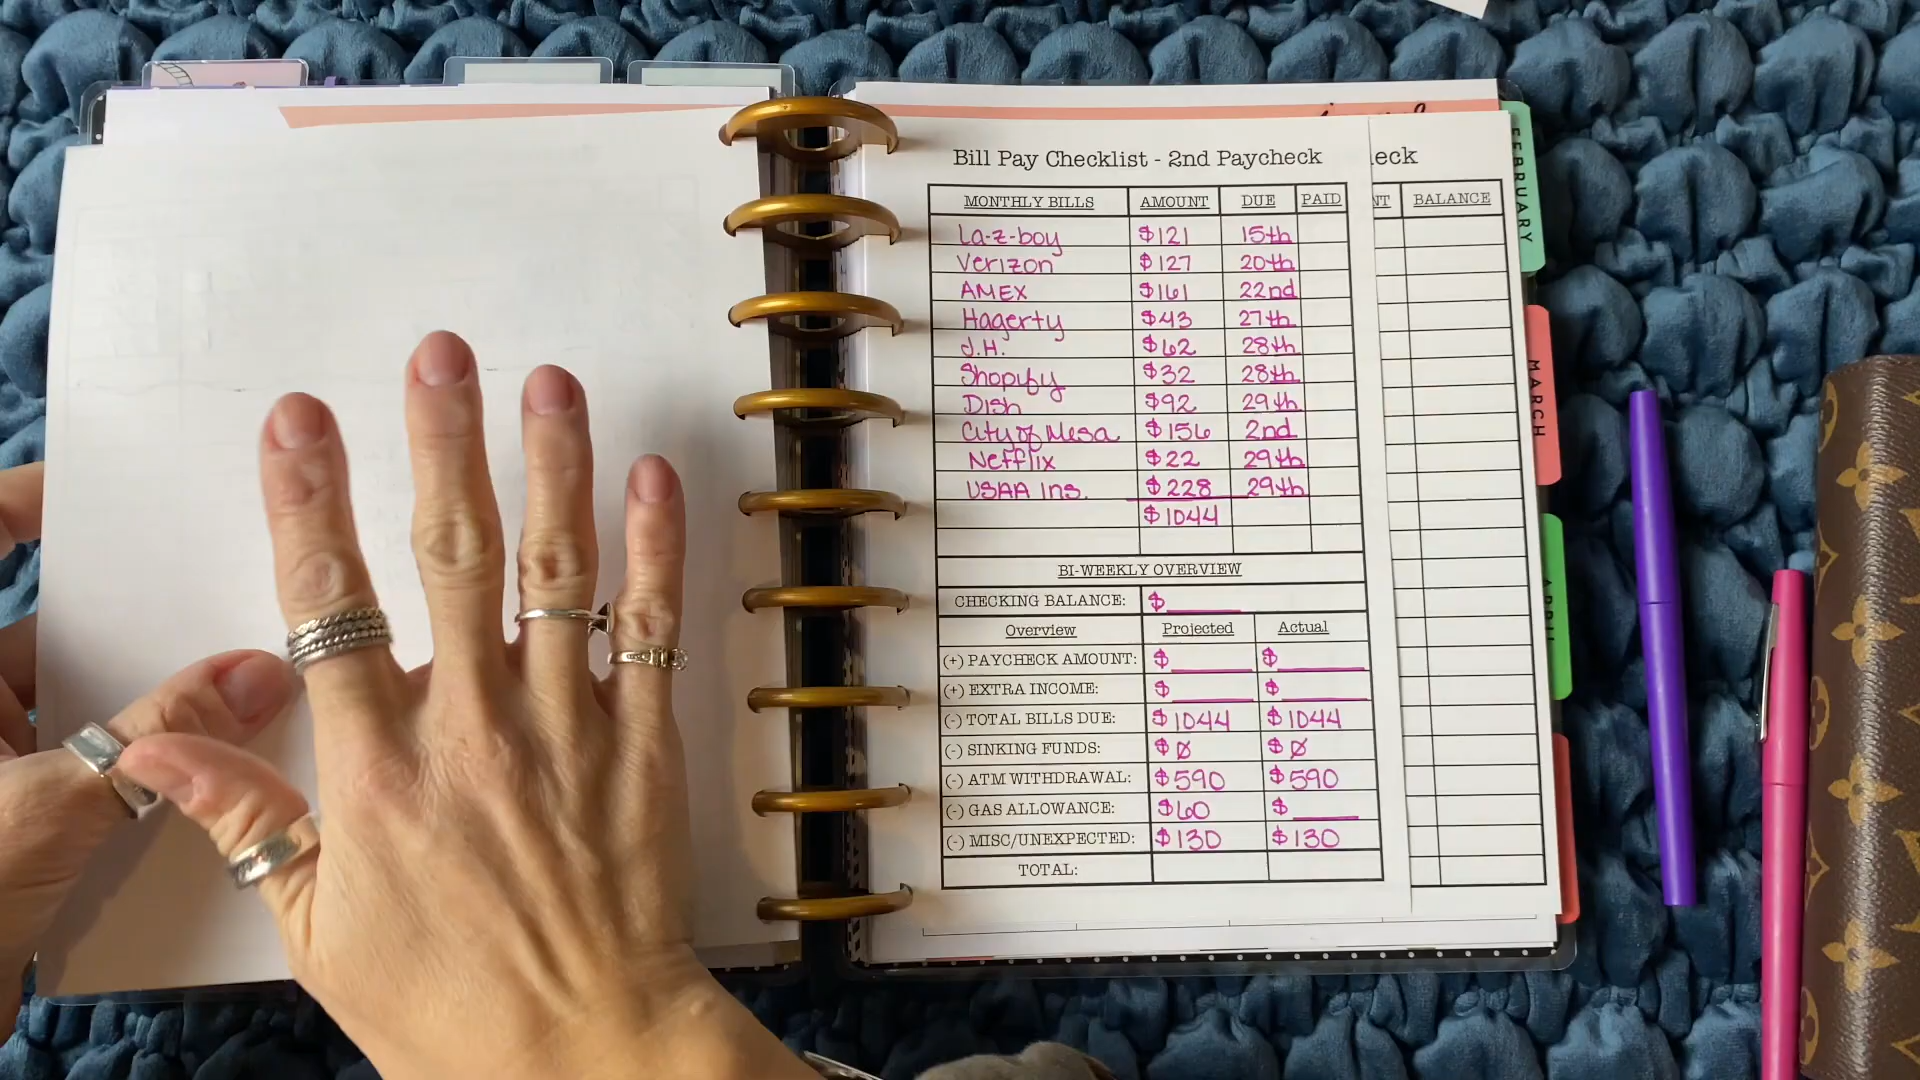 Bill Pay Checklist - 2nd Paycheck
eck
MONTHLY BILLS AMOUNT DUE PAID
NT BALANCE
La-z-boy $121 15th
Verizon $127 20th
AMEX $161 22nd
Hagerty $43 27th
J.H. $62 28th
Shopify $32 28th
Dish $92 29th
City of Mesa $156 2nd
Netflix $22 29th
USAA Ins. $228 29th
$1044
BI-WEEKLY OVERVIEW
CHECKING BALANCE: $
Overview Projected Actual
(+) PAYCHECK AMOUNT: $ $
(+) EXTRA INCOME: $ $
(-) TOTAL BILLS DUE: $1044 $1044
(-) SINKING FUNDS: $0 $0
(-) ATM WITHDRAWAL: $590 $590
(-) GAS ALLOWANCE: $60 $
(-) MISC/UNEXPECTED: $130 $130
TOTAL:
FEBRUARY
MARCH
APRIL